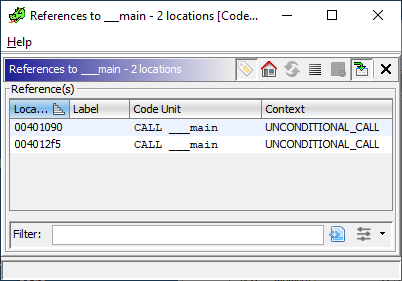 References to ___main - 2 locations [Code...
Help
References to ___main - 2 locations
Reference(s)
Loca... Label Code Unit Context
00401090 CALL ___main UNCONDITIONAL_CALL
004012f5 CALL ___main UNCONDITIONAL_CALL
Filter: